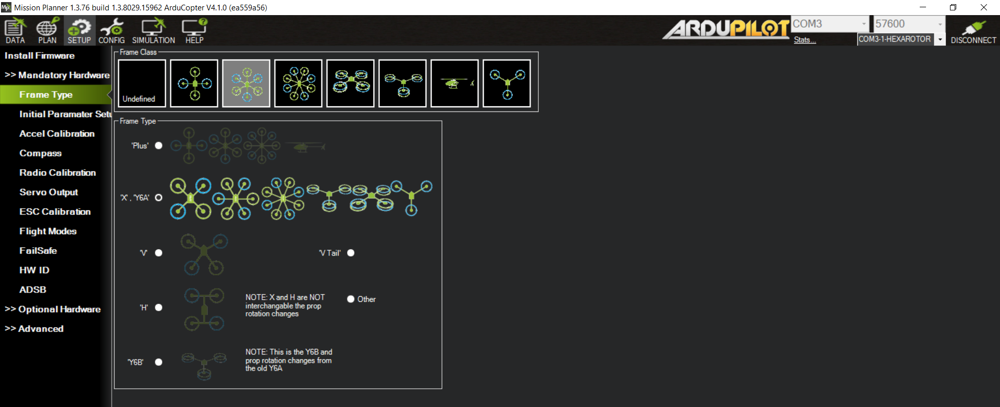 Mission Planner 1.3.76 build 1.3.8029.15962 ArduCopter V4.1.0 (ea559a56)
DATA
PLAN
SETUP
CONFIG
SIMULATION
HELP
ARDUPILOT
COM3
57600
Stats...
COM3-1-HEXAROTOR
DISCONNECT
Install Firmware
>> Mandatory Hardware
Frame Type
Initial Paramater Setu
Accel Calibration
Compass
Radio Calibration
Servo Output
ESC Calibration
Flight Modes
FailSafe
HW ID
ADSB
>> Optional Hardware
>> Advanced
Frame Class
Undefined
Frame Type
'Plus'
'X', 'Y6A'
'V'
'V Tail'
'H'
NOTE: X and H are NOT
interchangable the prop
rotation changes
Other
'Y6B'
NOTE: This is the Y6B and
prop rotation changes from
the old Y6A